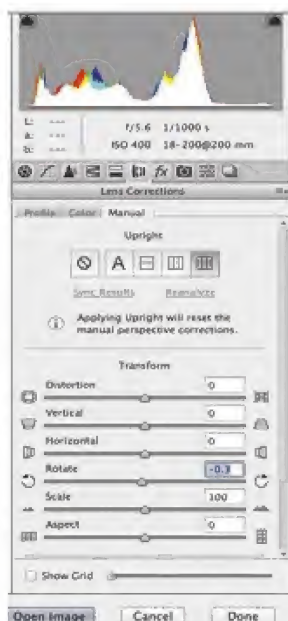 L: ---
a: ---
b: ---
f/5.6 1/1000 s
ISO 400 18-200@200 mm
fx
Lens Corrections
Profile Color Manual
Upright
A
Sync Results Reanalyze
Applying Upright will reset the
manual perspective corrections.
Transform
Distortion 0
Vertical 0
Horizontal 0
Rotate -0.3
Scale 100
Aspect 0
Show Grid
Open Image Cancel Done